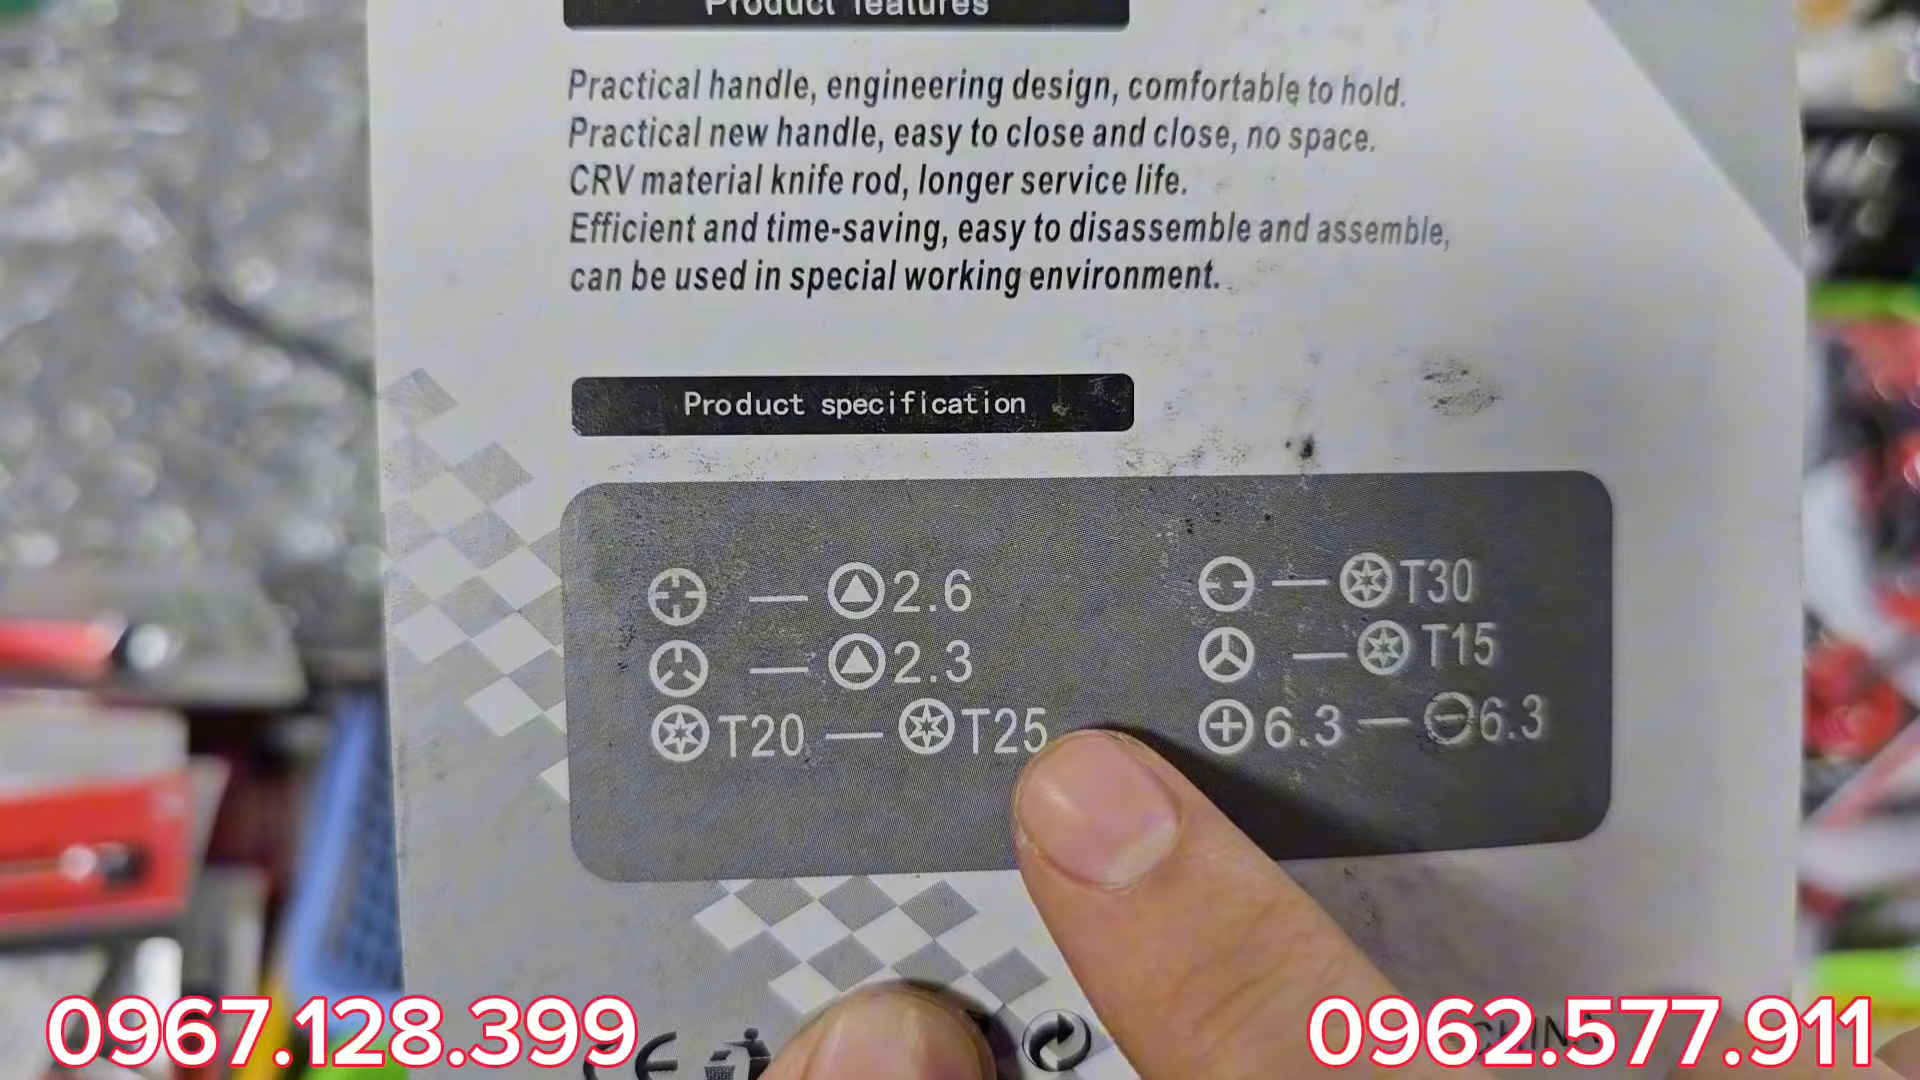 Product features
Practical handle, engineering design, comfortable to hold.
Practical new handle, easy to close and close, no space.
CRV material knife rod, longer service life.
Efficient and time-saving, easy to disassemble and assemble,
can be used in special working environment.
Product specification
— 2.6
— 2.3
T20 — T25
— T30
— T15
6.3 — 6.3
CE
CHINA
0967.128.399
0962.577.911